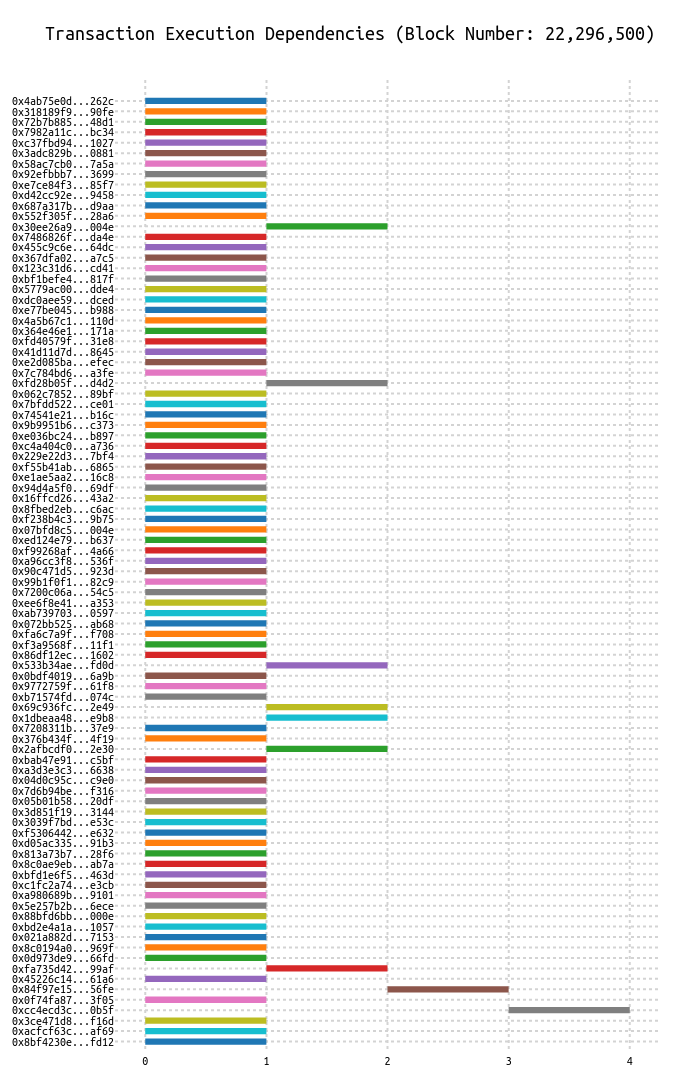 Transaction Execution Dependencies (Block Number: 22,296,500)
0x4ab75e0d...262c
0x318189f9...90fe
0x72b7b885...48d1
0x7982a11c...bc34
0xc37fbd94...1027
0x3adc829b...0881
0x58ac7cb0...7a5a
0x92efbbb7...3699
0xe7ce84f3...85f7
0xd42cc92e...9458
0x687a317b...d9aa
0x552f305f...28a6
0x30ee26a9...004e
0x7486826f...da4e
0x455c9c6e...64dc
0x367dfa02...a7c5
0x123c31d6...cd41
0xbf1befe4...817f
0x5779ac00...dde4
0xdc0aee59...dced
0xe77be045...b988
0x4a5b67c1...110d
0x364e46e1...171a
0xfd40579f...31e8
0x41d11d7d...8645
0xe2d085ba...efec
0x7c784bd6...a3fe
0xfd28b05f...d4d2
0x062c7852...89bf
0x7bfdd522...ce01
0x74541e21...b16c
0x9b9951b6...c373
0xe036bc24...b897
0xc4a404c0...a736
0x229e22d3...7bf4
0xf55b41ab...6865
0xe1ae5aa2...16c8
0x94d4a5f0...69df
0x16ffcd26...43a2
0x8fbed2eb...c6ac
0xf238b4c3...9b75
0x07bfd8c5...004e
0xed124e79...b637
0xf99268af...4a66
0xa96cc3f8...536f
0x90c471d5...923d
0x99b1f0f1...82c9
0x7200c06a...54c5
0xee6f8e41...a353
0xab739703...0597
0x072bb525...ab68
0xfa6c7a9f...f708
0xf3a9568f...11f1
0x86df12ec...1602
0x533b34ae...fd0d
0x0bdf4019...6a9b
0x9772759f...61f8
0xb71574fd...074c
0x69c936fc...2e49
0x1dbeaa48...e9b8
0x7208311b...37e9
0x376b434f...4f19
0x2afbcdf0...2e30
0xbab47e91...c5bf
0xa3d3e3c3...6638
0x04d0c95c...c9e0
0x7d6b94be...f316
0x05b01b58...20df
0x3d851f19...3144
0x3039f7bd...e53c
0xf5306442...e632
0xd05ac335...91b3
0x813a73b7...28f6
0x8c0ae9eb...ab7a
0xbfd1e6f5...463d
0xc1fc2a74...e3cb
0xa980689b...9101
0x5e257b2b...6ece
0x88bfd6bb...000e
0xbd2e4a1a...1057
0x021a882d...7153
0x8c0194a0...969f
0x0d973de9...66fd
0xfa735d42...99af
0x45226c14...61a6
0x84f97e15...56fe
0x0f74fa87...3f05
0xcc4ecd3c...0b5f
0x3ce471d8...f16d
0xacfcf63c...af69
0x8bf4230e...fd12
0 1 2 3 4